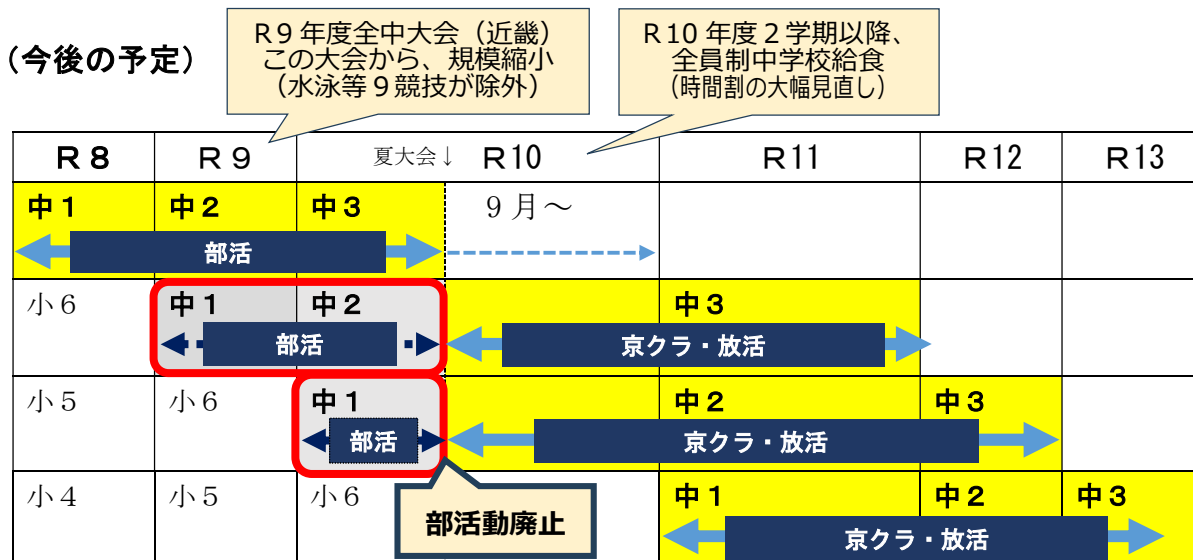 （今後の予定）
Ｒ９年度全中大会（近畿）
この大会から、規模縮小
（水泳等９競技が除外）
Ｒ10 年度２学期以降、
全員制中学校給食
（時間割の大幅見直し）
Ｒ８ Ｒ９ 夏大会↓ Ｒ10 Ｒ11 Ｒ12 Ｒ13
中１ 中２ 中３ ９月～
部活
小６ 中１ 中２ 中３
部活 京クラ・放活
小５ 小６ 中１ 中２ 中３
部活 京クラ・放活
小４ 小５ 小６ 中１ 中２ 中３
部活動廃止
京クラ・放活